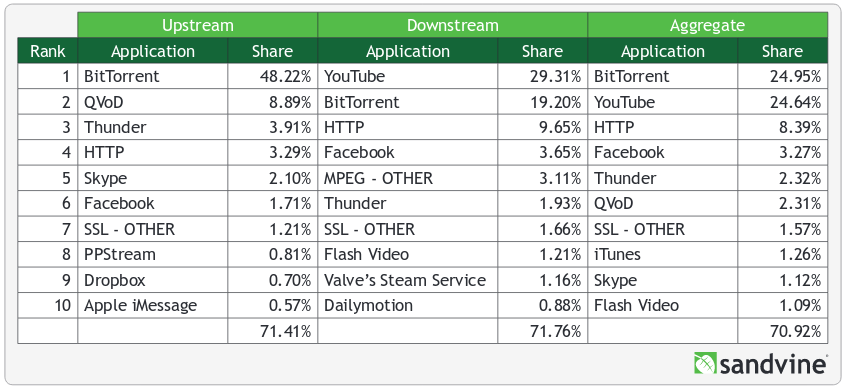 Upstream Downstream Aggregate
Rank Application Share Application Share Application Share
1 BitTorrent 48.22% YouTube 29.31% BitTorrent 24.95%
2 QVoD 8.89% BitTorrent 19.20% YouTube 24.64%
3 Thunder 3.91% HTTP 9.65% HTTP 8.39%
4 HTTP 3.29% Facebook 3.65% Facebook 3.27%
5 Skype 2.10% MPEG - OTHER 3.11% Thunder 2.32%
6 Facebook 1.71% Thunder 1.93% QVoD 2.31%
7 SSL - OTHER 1.21% SSL - OTHER 1.66% SSL - OTHER 1.57%
8 PPStream 0.81% Flash Video 1.21% iTunes 1.26%
9 Dropbox 0.70% Valve’s Steam Service 1.16% Skype 1.12%
10 Apple iMessage 0.57% Dailymotion 0.88% Flash Video 1.09%
71.41% 71.76% 70.92%
sandvine